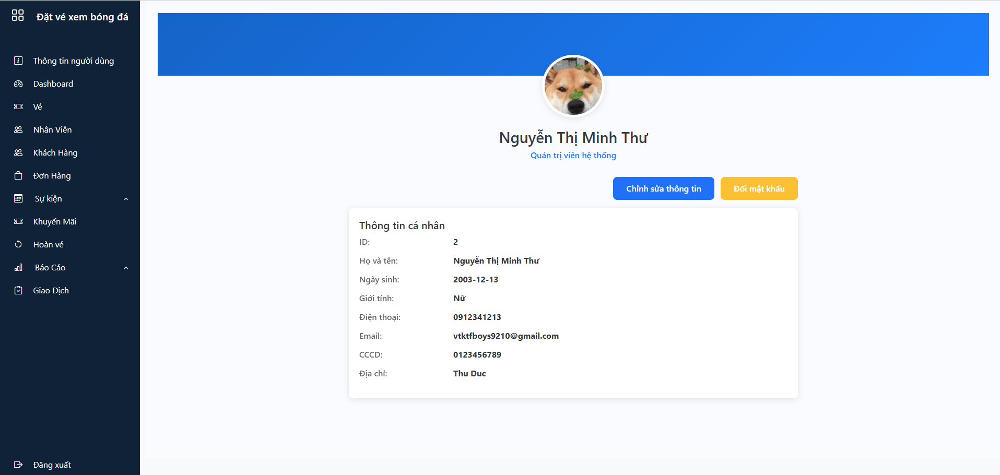 Đặt vé xem bóng đá
Thông tin người dùng
Dashboard
Vé
Nhân Viên
Khách Hàng
Đơn Hàng
Sự kiện
Khuyến Mãi
Hoàn vé
Báo Cáo
Giao Dịch
Đăng xuất
Nguyễn Thị Minh Thư
Quản trị viên hệ thống
Chỉnh sửa thông tin Đổi mật khẩu
Thông tin cá nhân
ID: 2
Họ và tên: Nguyễn Thị Minh Thư
Ngày sinh: 2003-12-13
Giới tính: Nữ
Điện thoại: 0912341213
Email: vtktfboys9210@gmail.com
CCCD: 0123456789
Địa chỉ: Thu Duc